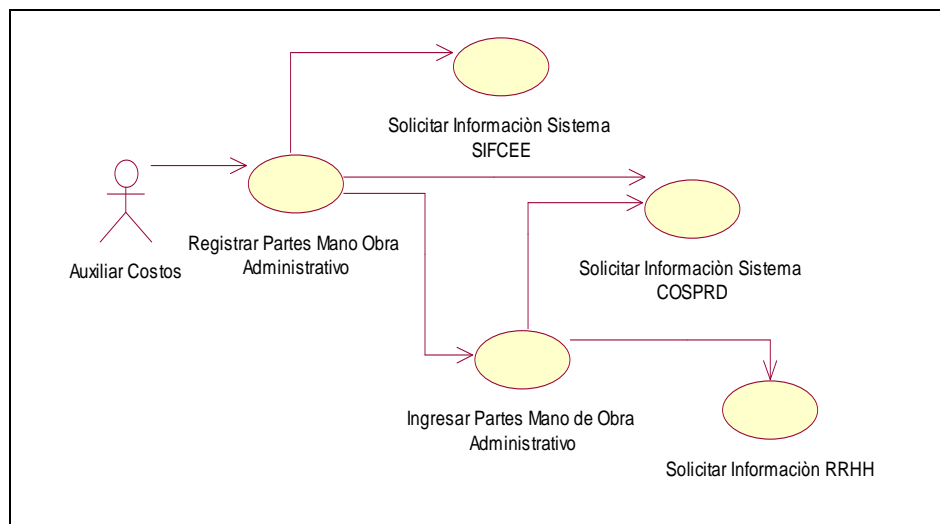 Solicitar Informaciòn Sistema
SIFCEE
Registrar Partes Mano Obra
Administrativo
Auxiliar Costos
Solicitar Informaciòn Sistema
COSPRD
Ingresar Partes Mano de Obra
Administrativo
Solicitar Informaciòn RRHH